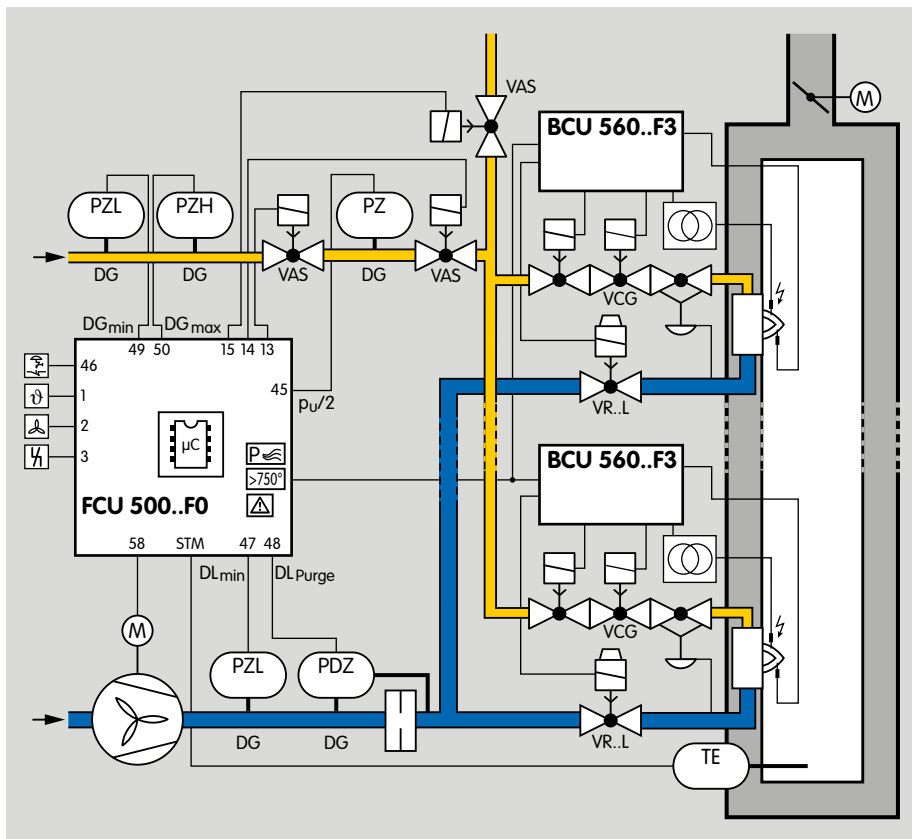 VAS
M
BCU 560..F3
PZL
PZH
PZ
DG
DG
VAS
DG
VAS
VCG
DGmin
DGmax
49
50
15
14
13
46
1
2
3
45
pu/2
VR..L
µC
P
>750°
FCU 500..F0
BCU 560..F3
58
STM
47
48
DLmin
DLPurge
M
VCG
PZL
PDZ
DG
DG
VR..L
TE